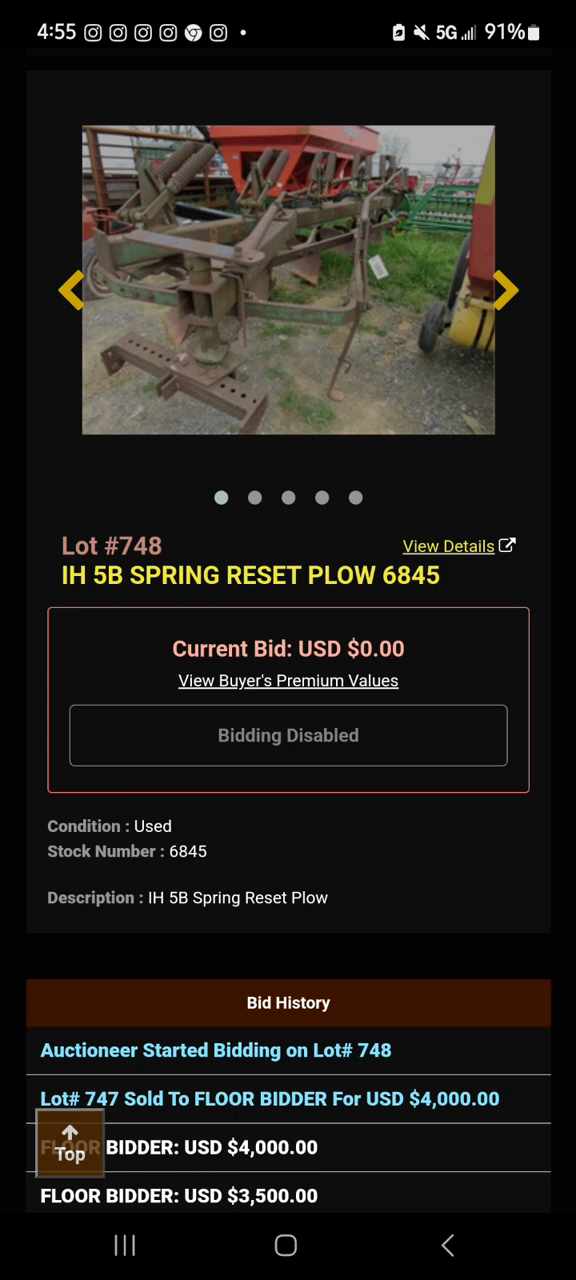 4:55
5G 91%
Lot #748
View Details
IH 5B SPRING RESET PLOW 6845
Current Bid: USD $0.00
View Buyer's Premium Values
Bidding Disabled
Condition : Used
Stock Number : 6845
Description : IH 5B Spring Reset Plow
Bid History
Auctioneer Started Bidding on Lot# 748
Lot# 747 Sold To FLOOR BIDDER For USD $4,000.00
FLOOR BIDDER: USD $4,000.00
Top
FLOOR BIDDER: USD $3,500.00